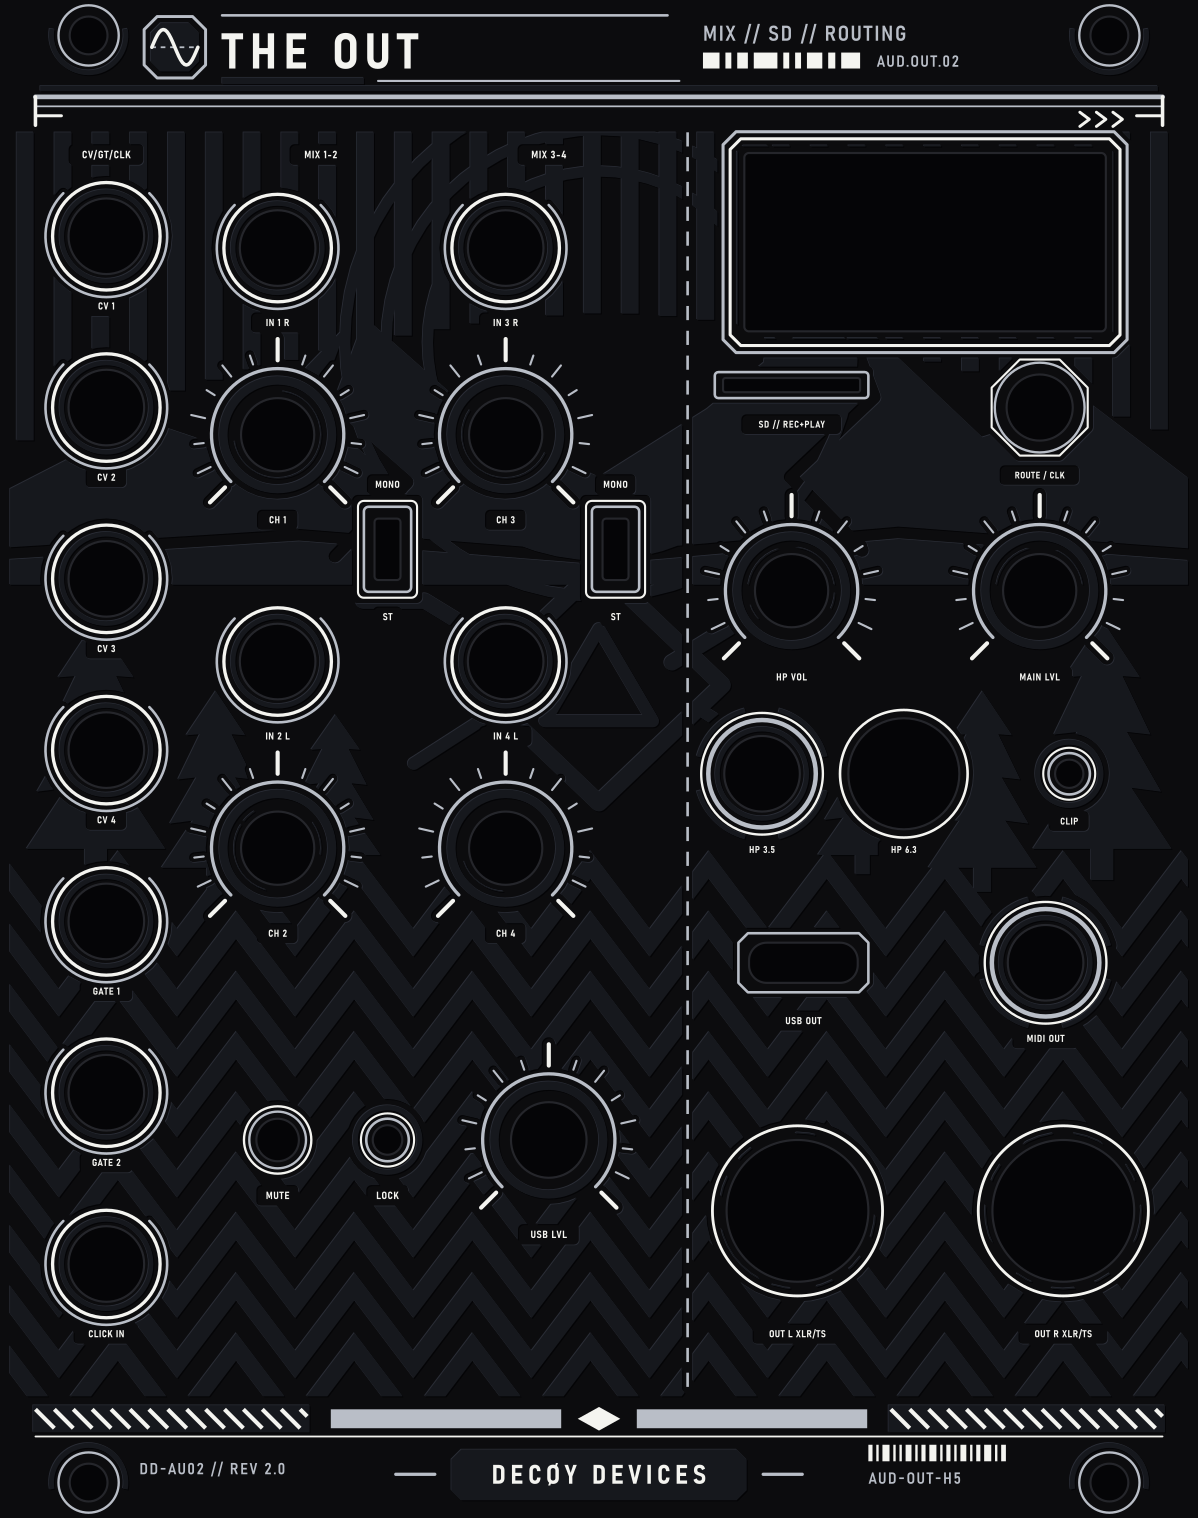 THE OUT
MIX // SD // ROUTING
AUD.OUT.02
CV/GT/CLK
MIX 1-2
MIX 3-4
CV 1
IN 1 R
IN 3 R
SD // REC+PLAY
ROUTE / CLK
CV 2
MONO
MONO
CH 1
CH 3
ST
ST
CV 3
HP VOL
MAIN LVL
IN 2 L
IN 4 L
CV 4
CLIP
HP 3.5
HP 6.3
CH 2
CH 4
GATE 1
USB OUT
MIDI OUT
GATE 2
MUTE
LOCK
USB LVL
CLICK IN
OUT L XLR/TS
OUT R XLR/TS
DD-AU02 // REV 2.0
DECØY DEVICES
AUD-OUT-H5